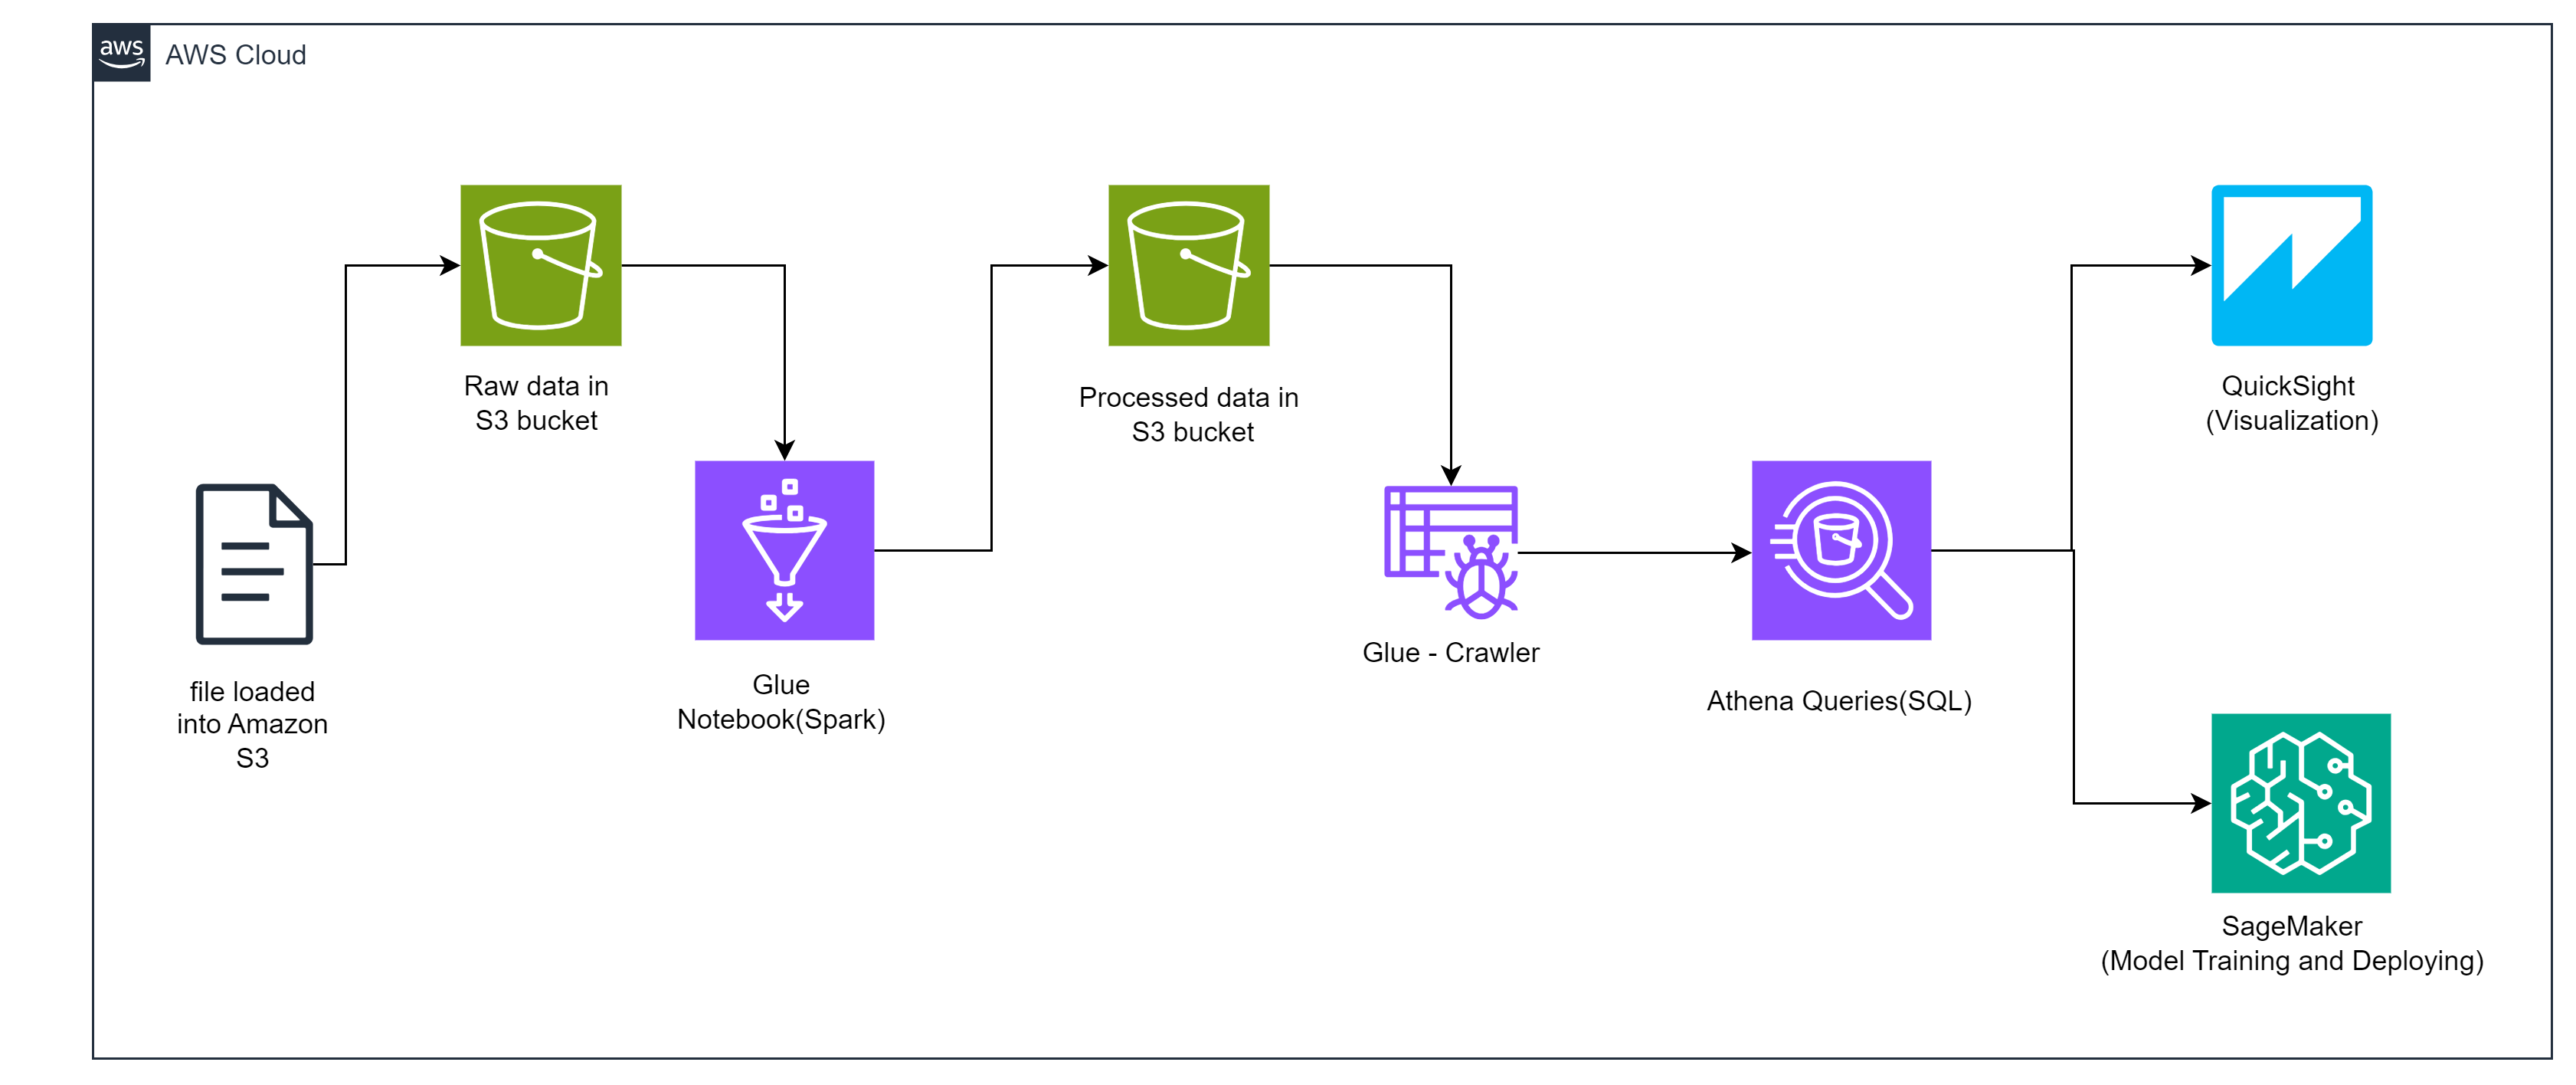 aws
AWS Cloud
Raw data in
S3 bucket
Processed data in
S3 bucket
QuickSight
(Visualization)
file loaded
into Amazon
S3
Glue
Notebook(Spark)
Glue - Crawler
Athena Queries(SQL)
SageMaker
(Model Training and Deploying)